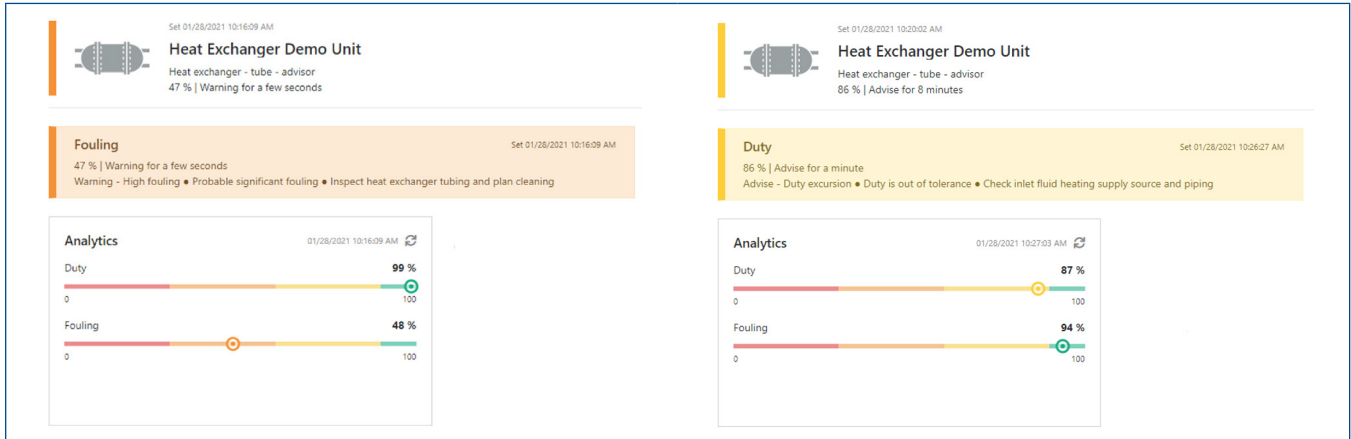 Set 01/28/2021 10:16:09 AM
Heat Exchanger Demo Unit
Heat exchanger - tube - advisor
47 % | Warning for a few seconds
Fouling
Set 01/28/2021 10:16:09 AM
47 % | Warning for a few seconds
Warning - High fouling ● Probable significant fouling ● Inspect heat exchanger tubing and plan cleaning
Analytics
01/28/2021 10:16:09 AM
Duty
99 %
0
100
Fouling
48 %
0
100
Set 01/28/2021 10:20:02 AM
Heat Exchanger Demo Unit
Heat exchanger - tube - advisor
86 % | Advise for 8 minutes
Duty
Set 01/28/2021 10:26:27 AM
86 % | Advise for a minute
Advise - Duty excursion ● Duty is out of tolerance ● Check inlet fluid heating supply source and piping
Analytics
01/28/2021 10:27:03 AM
Duty
87 %
0
100
Fouling
94 %
0
100